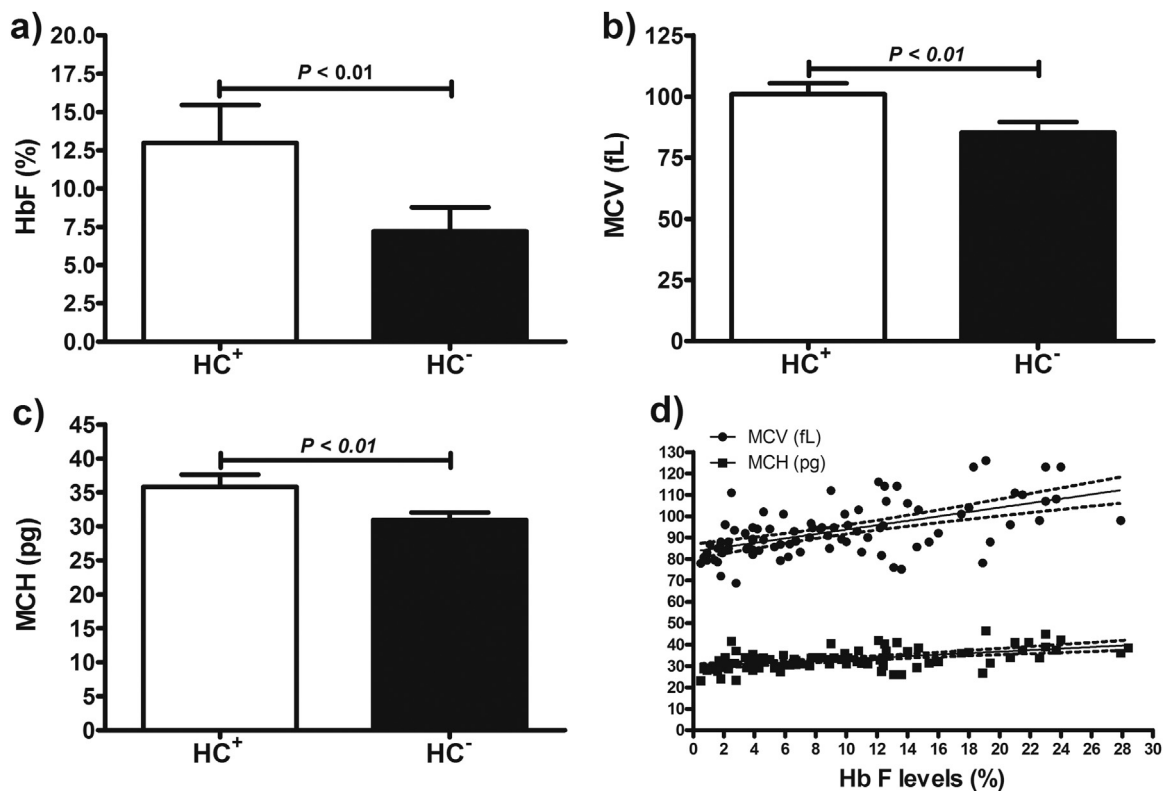 a)
HbF (%)
20.0
17.5
15.0
12.5
10.0
7.5
5.0
2.5
0.0
P < 0.01
HC⁺ HC⁻
b)
MCV (fL)
125
100
75
50
25
0
P < 0.01
HC⁺ HC⁻
c)
MCH (pg)
45
40
35
30
25
20
15
10
5
0
P < 0.01
HC⁺ HC⁻
d)
MCV (fL)
MCH (pg)
130
120
110
100
90
80
70
60
50
40
30
20
10
0
0 2 4 6 8 10 12 14 16 18 20 22 24 26 28 30
Hb F levels (%)